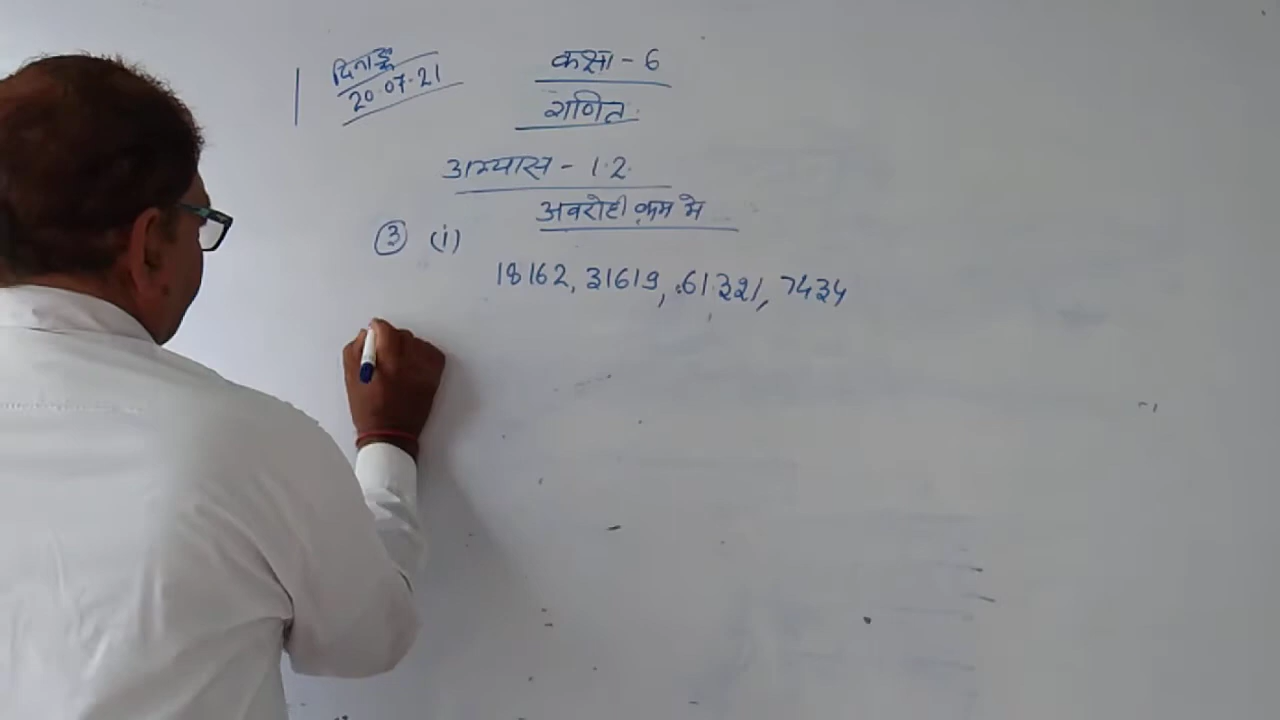 दिनाङ्क
20.07.21
कक्षा - 6
गणित
अभ्यास - 1.2.
अवरोही क्रम मे
③ (i)
18162, 31619, 61321, 7434